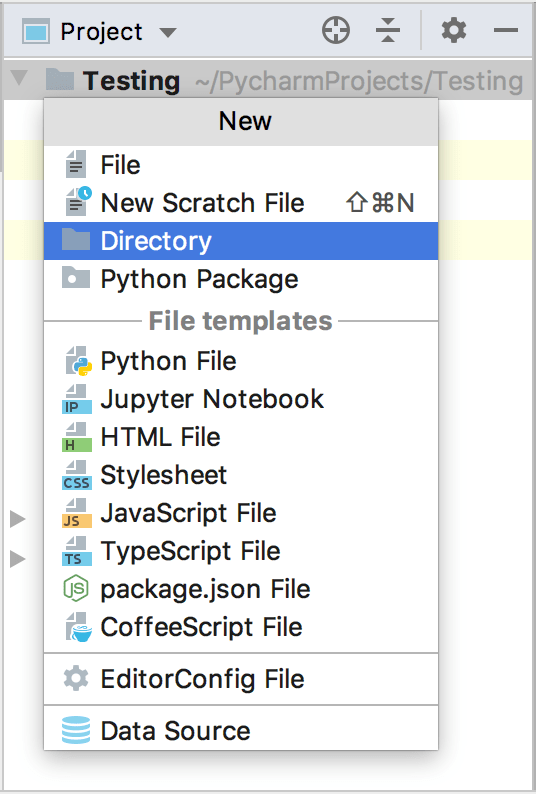 Project
Testing ~/PycharmProjects/Testing
New
File
New Scratch File ⇧⌘N
Directory
Python Package
File templates
Python File
IP Jupyter Notebook
H HTML File
CSS Stylesheet
JS JavaScript File
TS TypeScript File
JS package.json File
CoffeeScript File
EditorConfig File
Data Source